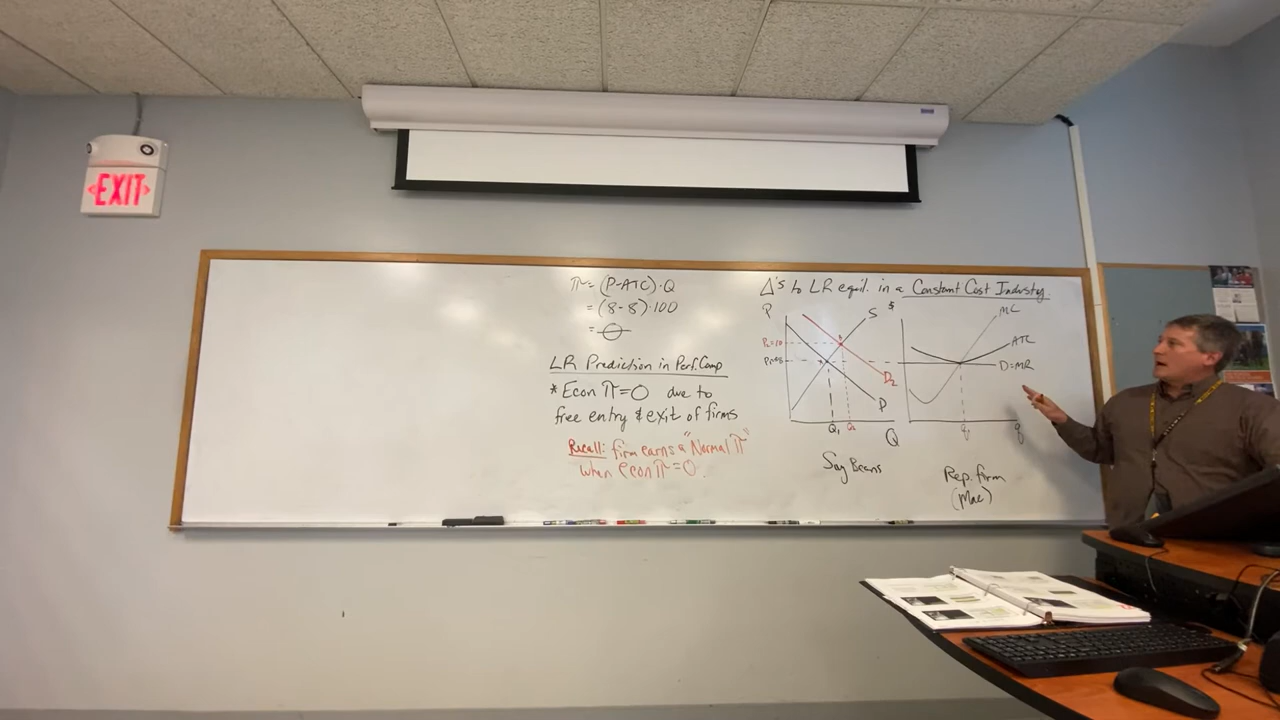 EXIT
π = (P-ATC)·Q
= (8-8)·100
= 0
LR Prediction in Perf. Comp
* Econ π=0 due to
free entry & exit of firms
Recall: firm earns a "Normal π"
when econ π=0.
Δ's to LR equil. in a Constant Cost Industry
P
S
P₂=10
P₁=8
D₂
D
Q₁ Q₂
Q
Soy Beans
$
MC
ATC
D=MR
q₁
q
Rep. firm
(Mac)